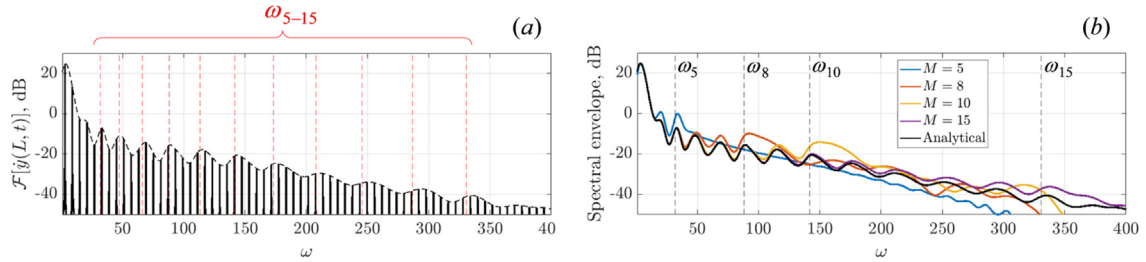 ω5–15
(a)
20
0
-20
-40
F[ÿ(L, t)], dB
50
100
150
200
250
300
350
40
ω
(b)
20
0
-20
-40
Spectral envelope, dB
ω5
ω8
ω10
ω15
M = 5
M = 8
M = 10
M = 15
Analytical
50
100
150
200
250
300
350
400
ω